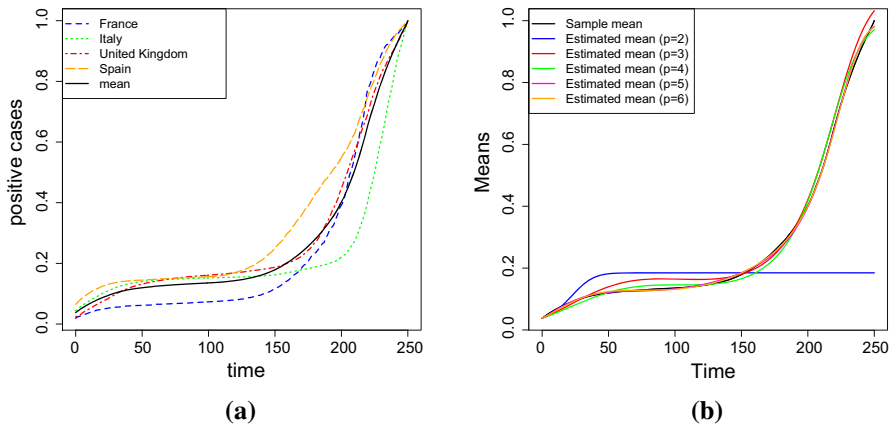 France
Italy
United Kingdom
Spain
mean
positive cases
0.0 0.2 0.4 0.6 0.8 1.0
0 50 100 150 200 250
time
(a)
Sample mean
Estimated mean (p=2)
Estimated mean (p=3)
Estimated mean (p=4)
Estimated mean (p=5)
Estimated mean (p=6)
Means
0.0 0.2 0.4 0.6 0.8 1.0
0 50 100 150 200 250
Time
(b)